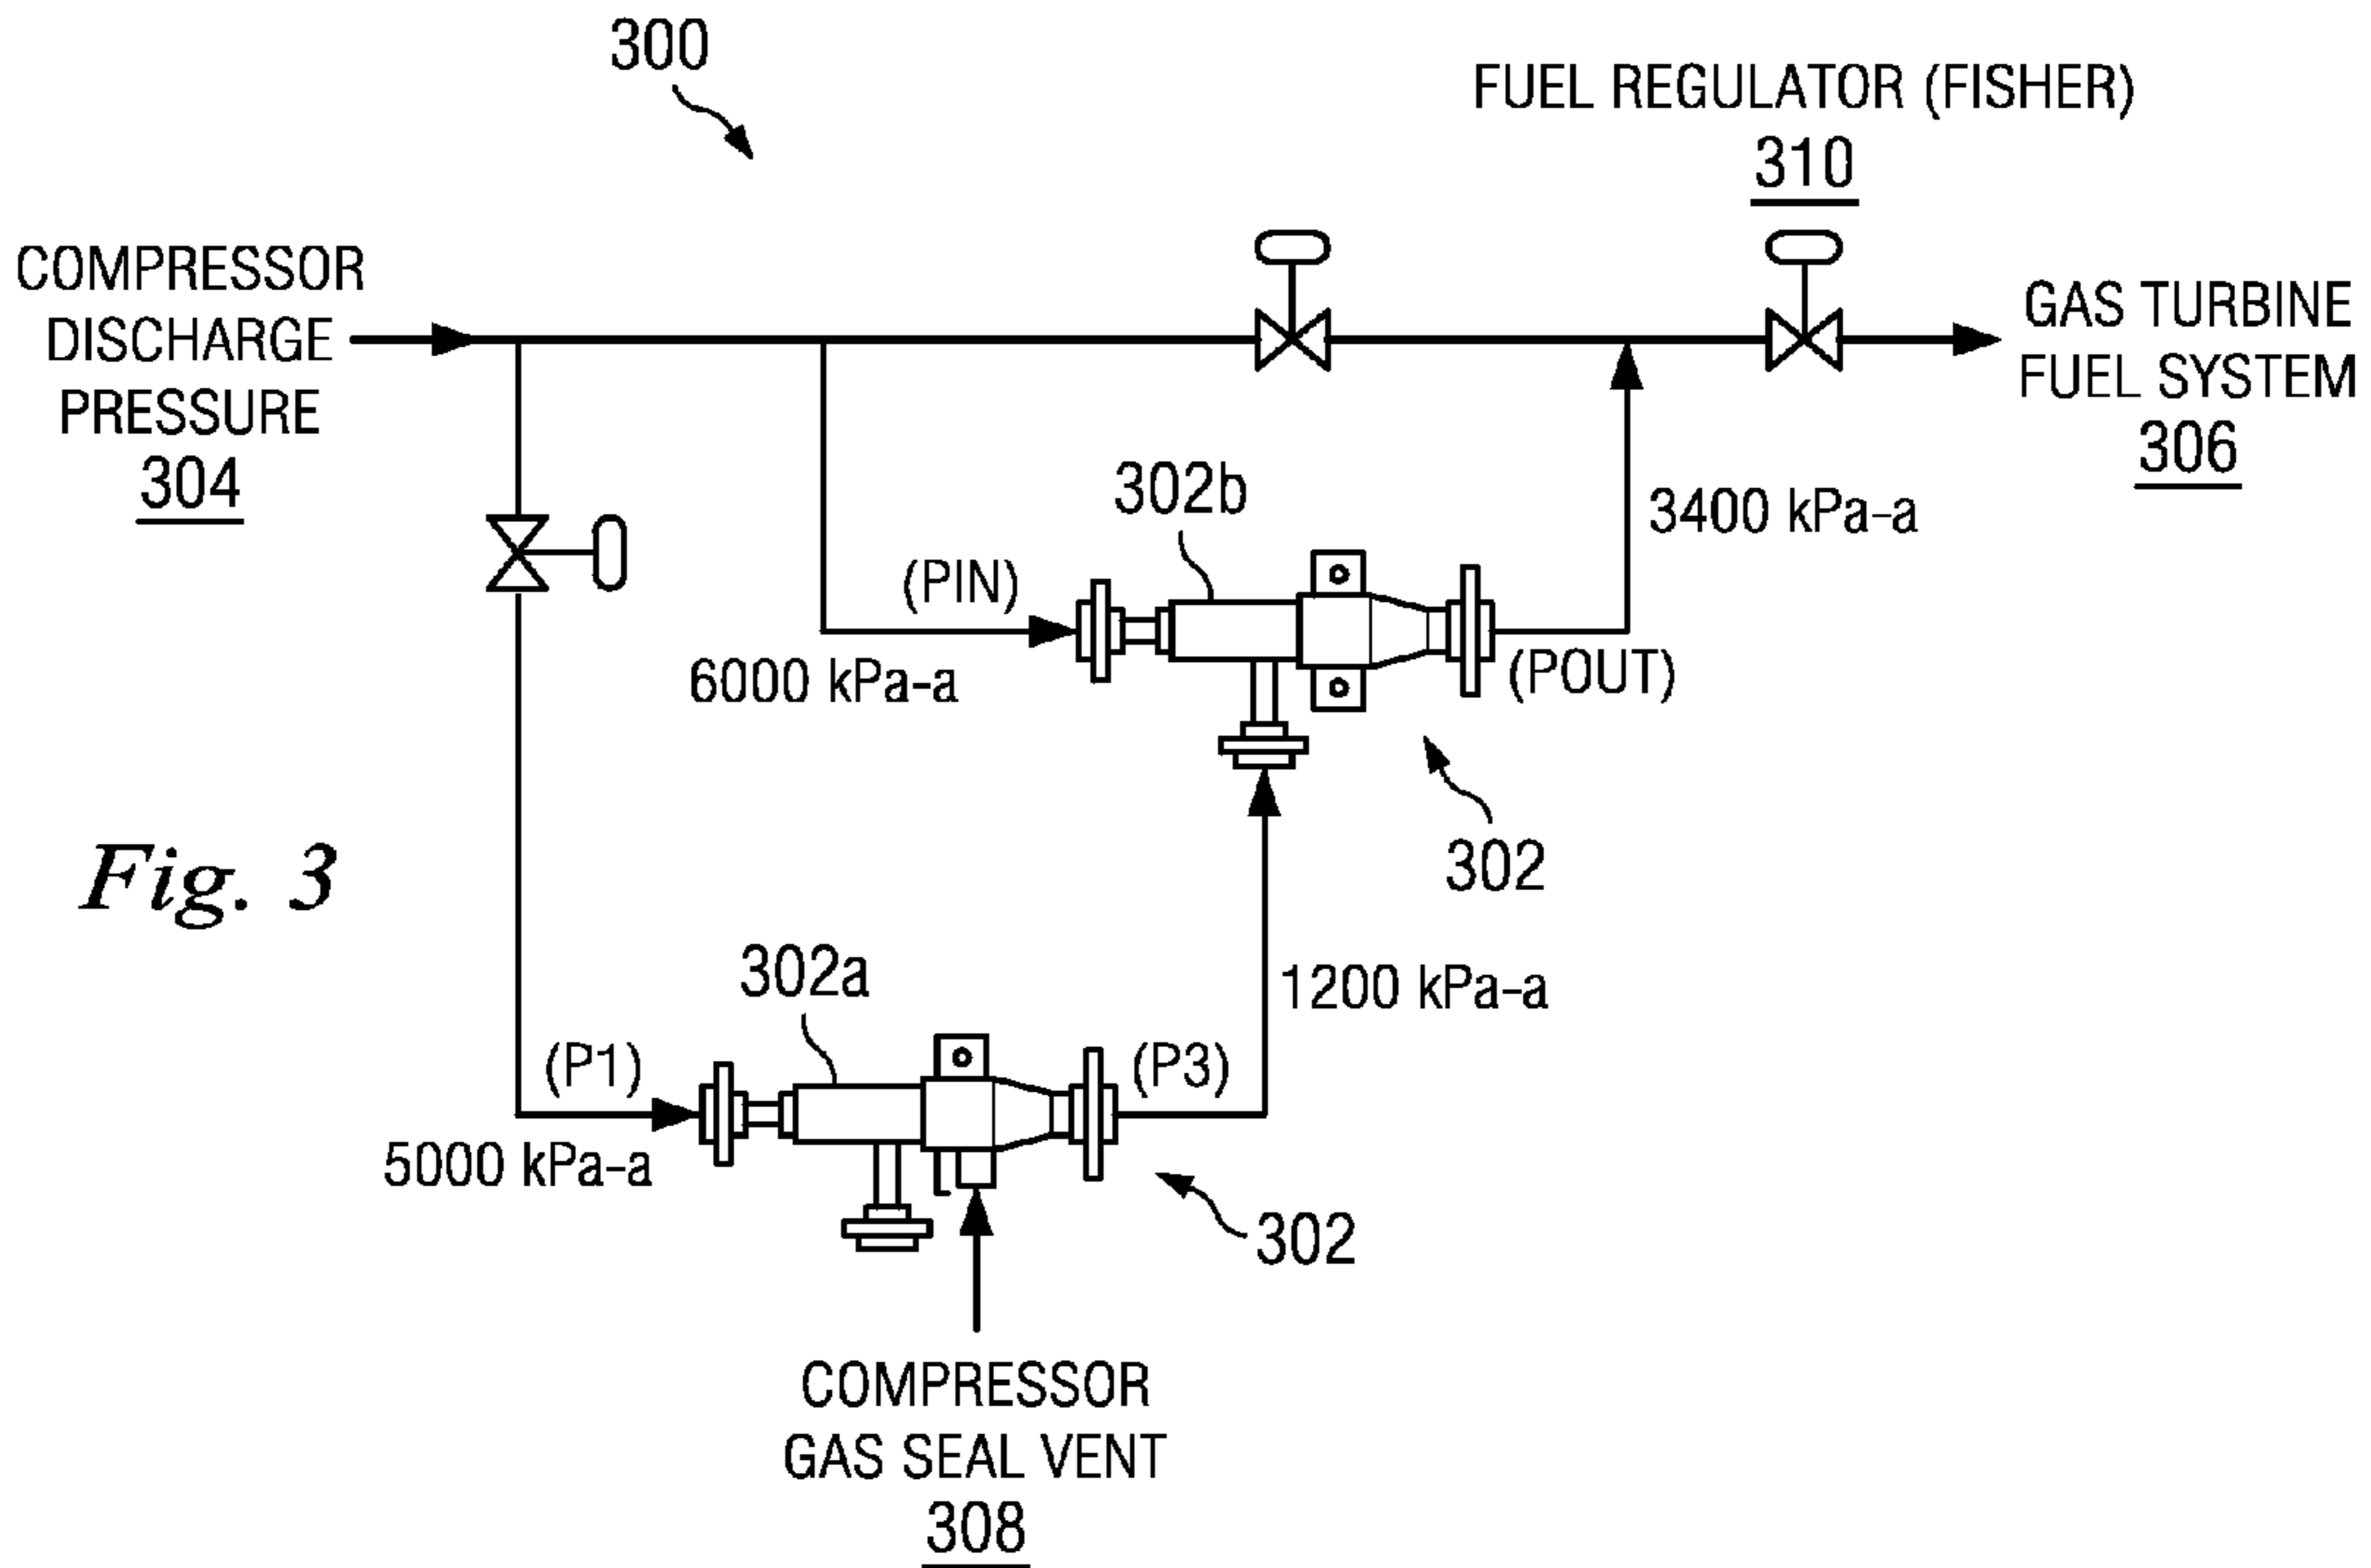 300
FUEL REGULATOR (FISHER)
310
COMPRESSOR
DISCHARGE
PRESSURE
304
GAS TURBINE
FUEL SYSTEM
306
302b
3400 kPa-a
(PIN)
6000 kPa-a
(POUT)
302
Fig. 3
302a
1200 kPa-a
(P1)
(P3)
5000 kPa-a
302
COMPRESSOR
GAS SEAL VENT
308